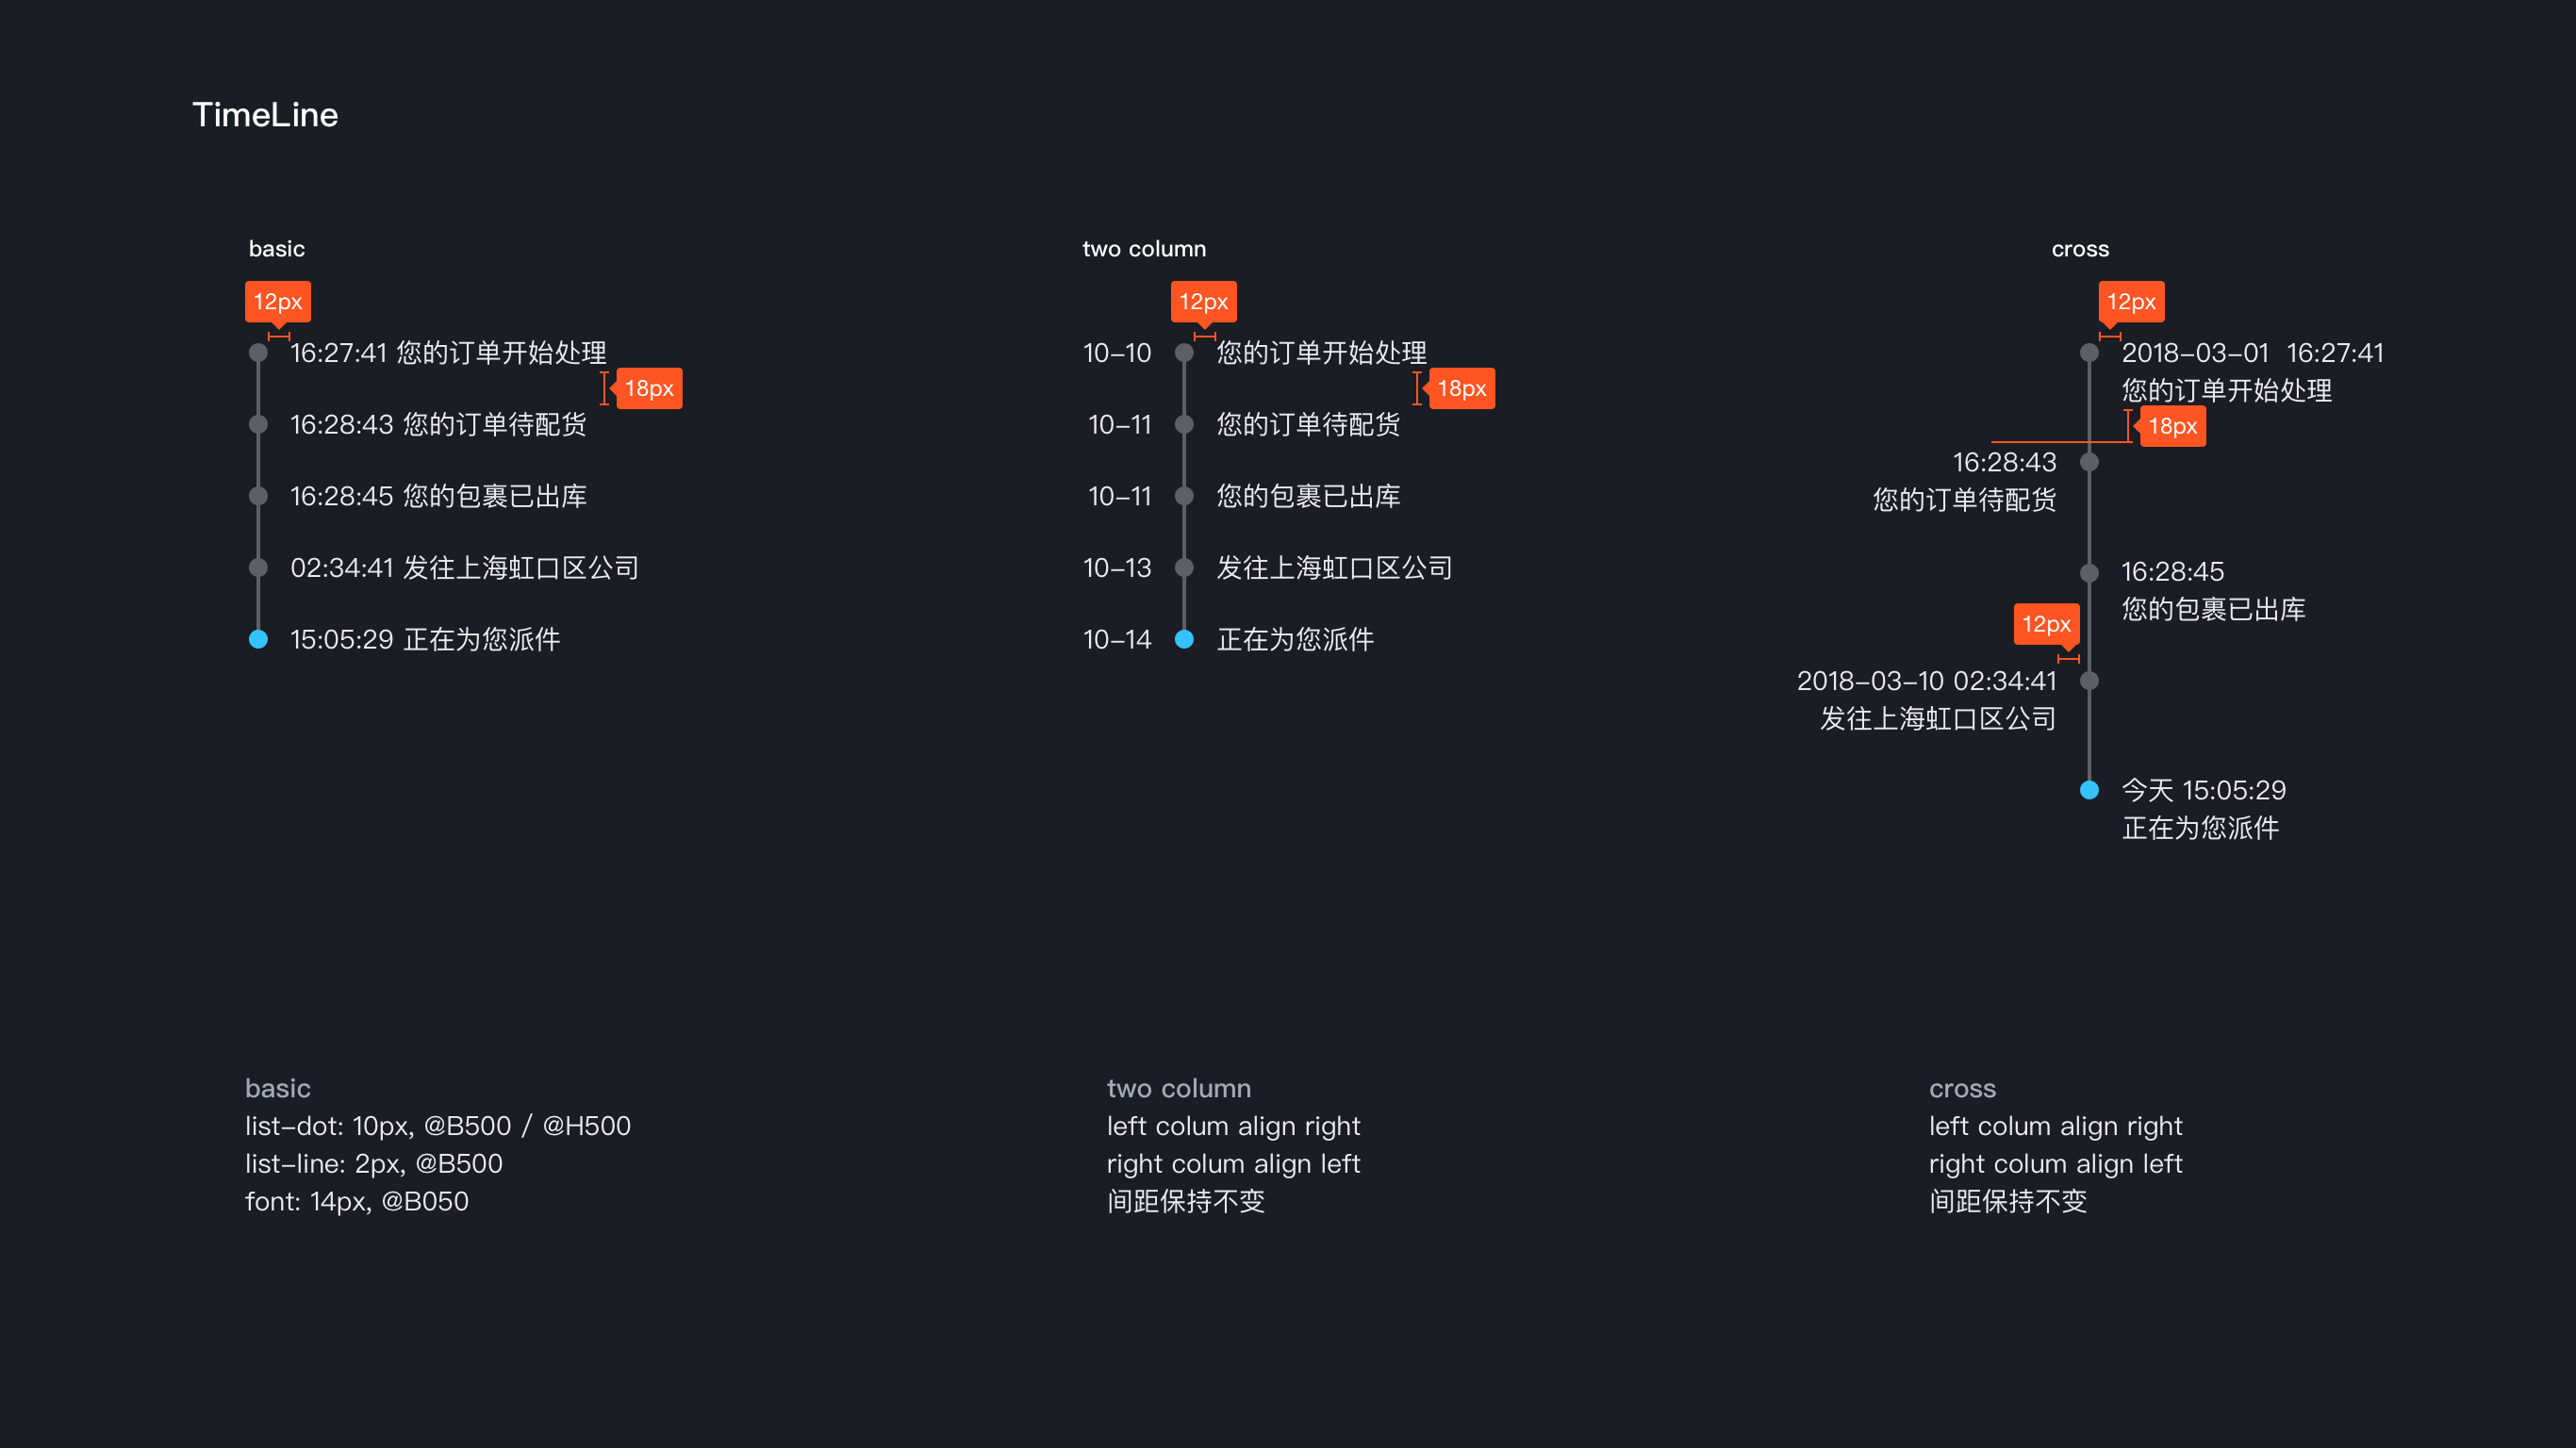 TimeLine
basic
12px
16:27:41 您的订单开始处理
18px
16:28:43 您的订单待配货
16:28:45 您的包裹已出库
02:34:41 发往上海虹口区公司
15:05:29 正在为您派件
two column
12px
10-10 您的订单开始处理
18px
10-11 您的订单待配货
10-11 您的包裹已出库
10-13 发往上海虹口区公司
10-14 正在为您派件
cross
12px
2018-03-01 16:27:41
您的订单开始处理
18px
16:28:43
您的订单待配货
16:28:45
您的包裹已出库
12px
2018-03-10 02:34:41
发往上海虹口区公司
今天 15:05:29
正在为您派件
basic
list-dot: 10px, @B500 / @H500
list-line: 2px, @B500
font: 14px, @B050
two column
left colum align right
right colum align left
间距保持不变
cross
left colum align right
right colum align left
间距保持不变